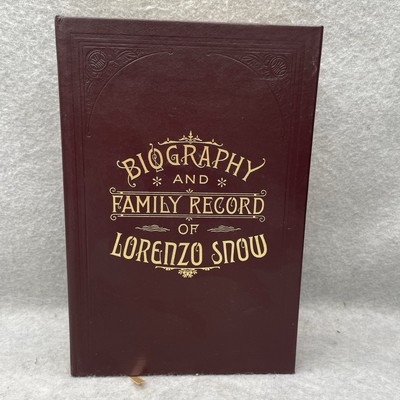 BIOGRAPHY
AND
FAMILY RECORD
OF
LORENZO SNOW